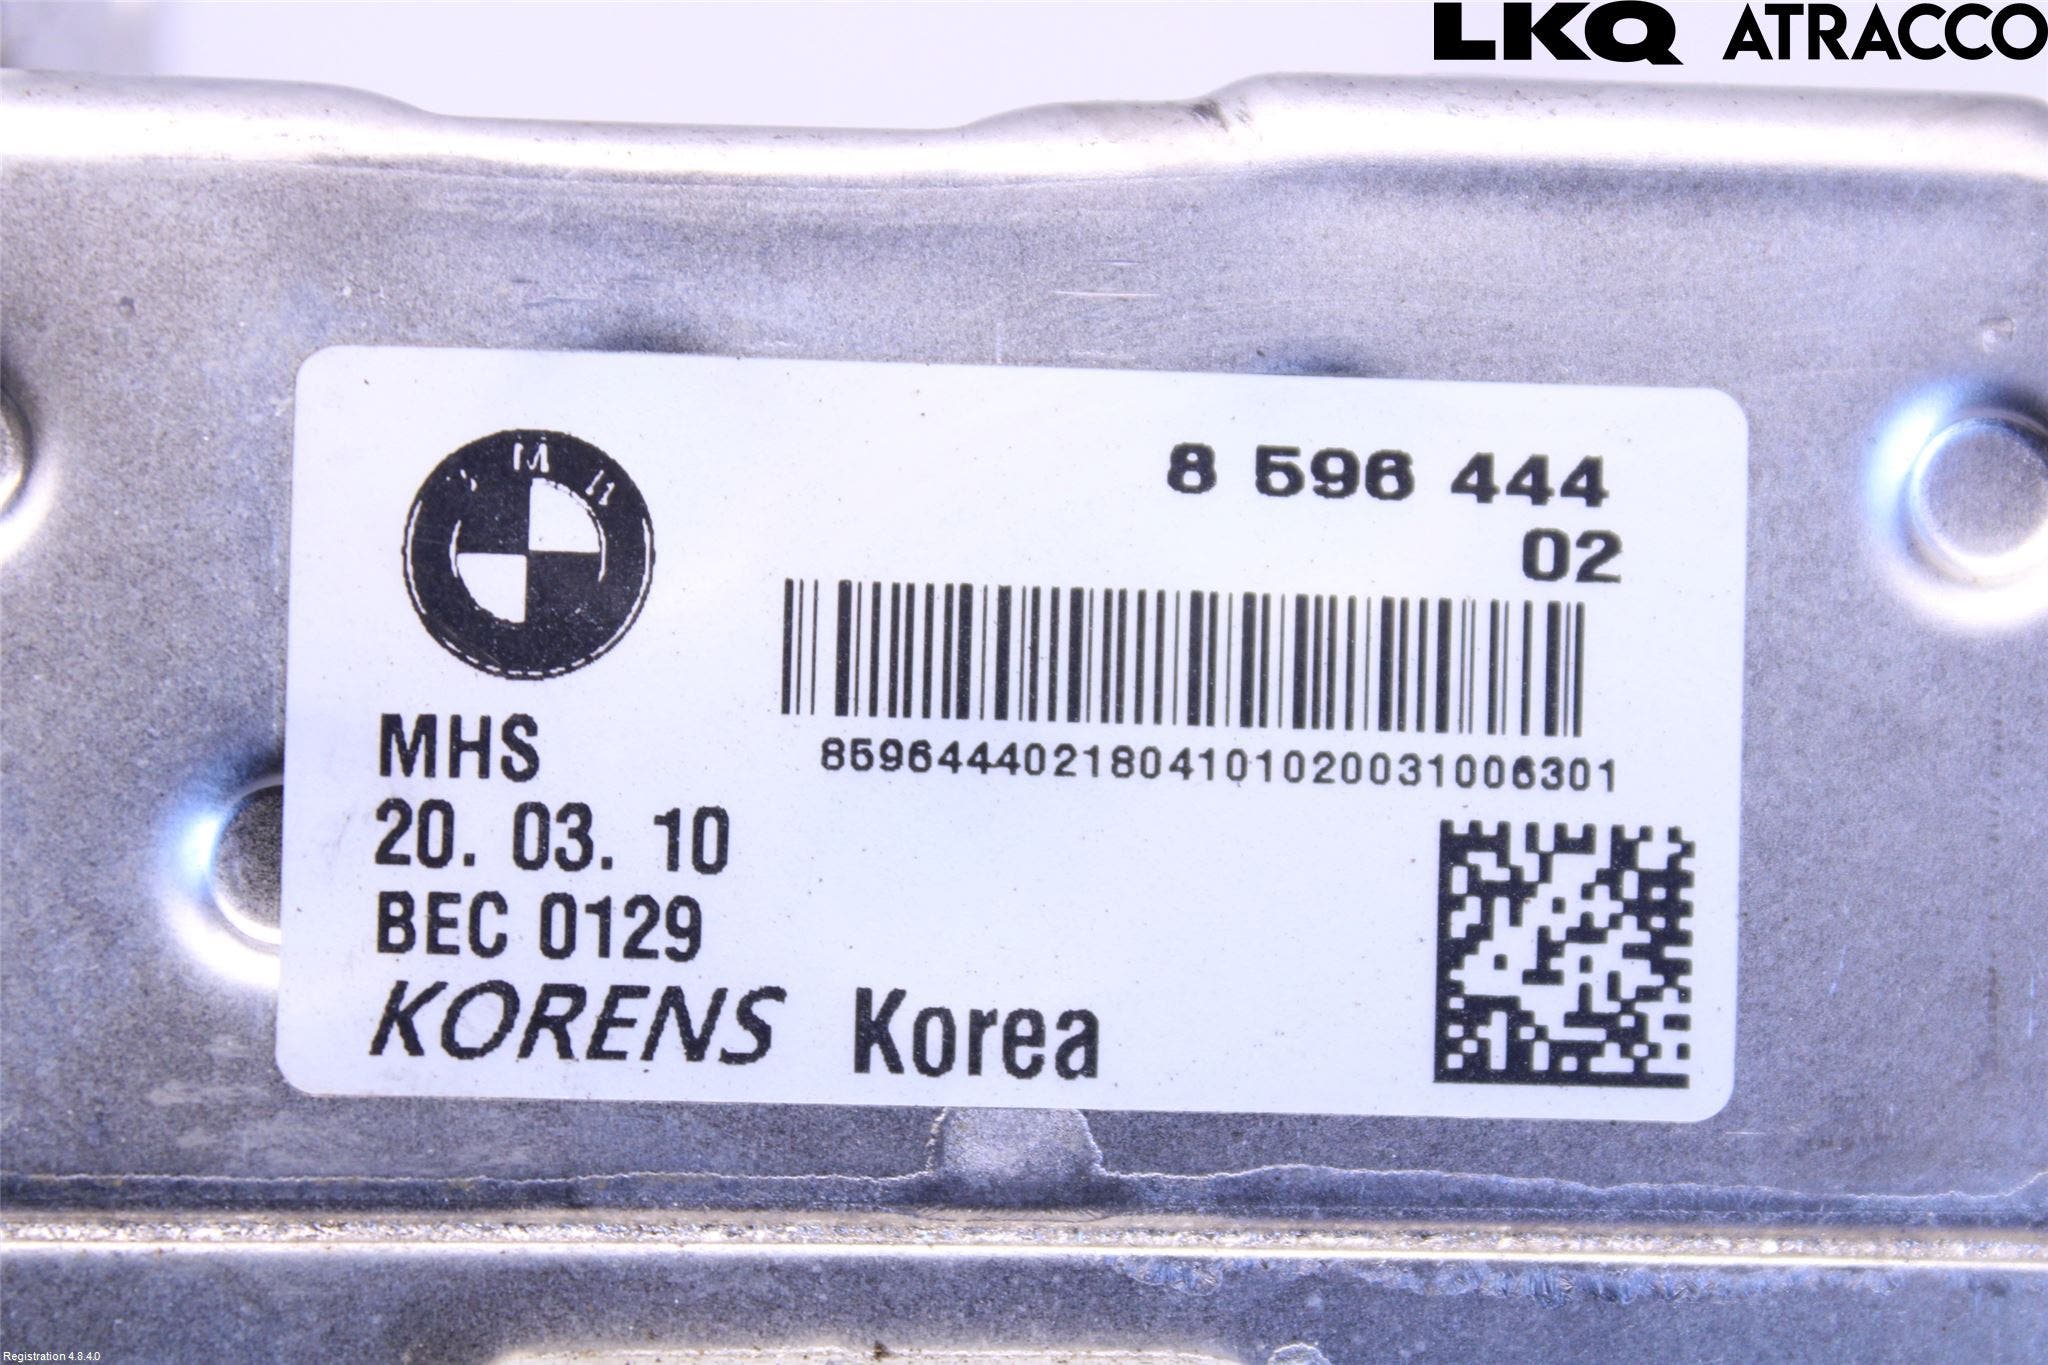 LKQ ATRACCO
8 596 444
02
8596444021804101020031006301
MHS
20. 03. 10
BEC 0129
KORENS Korea
Registration 4.8.4.0